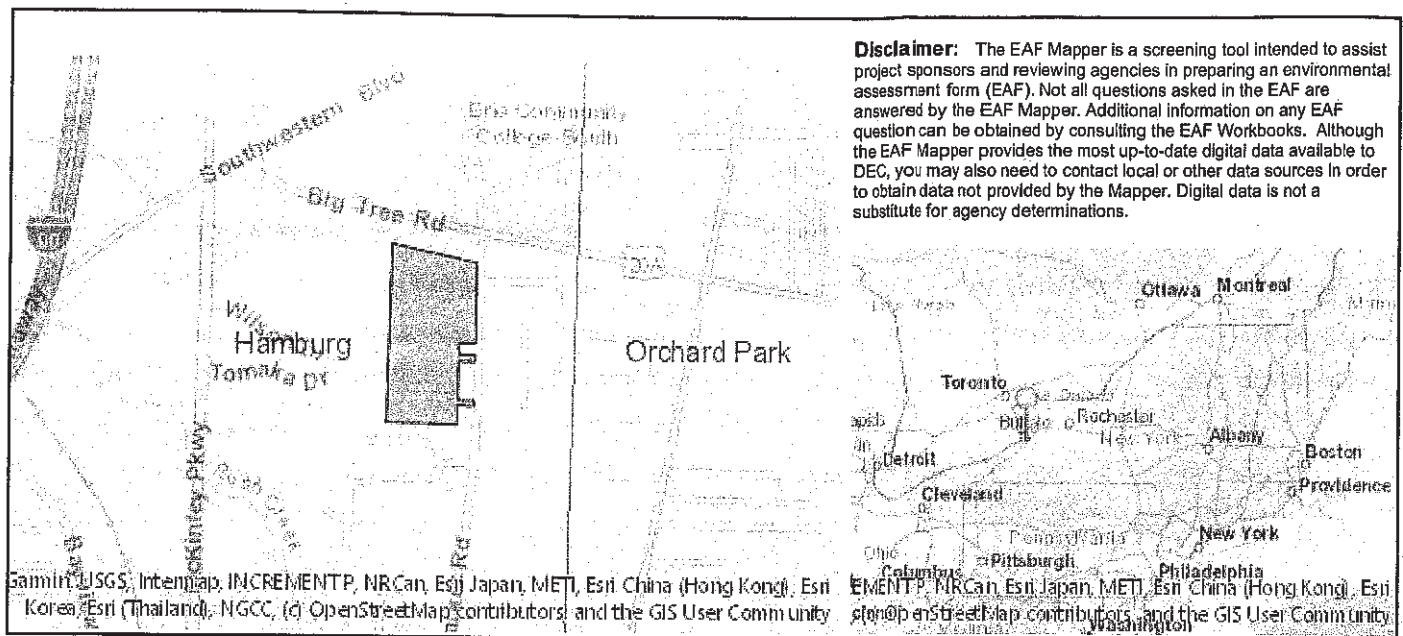 Disclaimer: The EAF Mapper is a screening tool intended to assist
project sponsors and reviewing agencies in preparing an environmental
assessment form (EAF). Not all questions asked in the EAF are
answered by the EAF Mapper. Additional information on any EAF
question can be obtained by consulting the EAF Workbooks. Although
the EAF Mapper provides the most up-to-date digital data available to
DEC, you may also need to contact local or other data sources in order
to obtain data not provided by the Mapper. Digital data is not a
substitute for agency determinations.
Southwestern Blvd
Erie Community
College-South
Big Tree Rd
Hamburg
Tomaka Dr
Orchard Park
Kinley Pkwy
Rd
Garmin, USGS, Intermap, INCREMENT P, NRCan, Esri Japan, METI, Esri China (Hong Kong), Esri
Korea, Esri (Thailand), NGCC, (c) OpenStreetMap contributors, and the GIS User Community
Ottawa
Montreal
Toronto
Rochester
New York
Albany
Boston
Providence
Detroit
Cleveland
New York
Pennsylvania
Ohio
Pittsburgh
Columbus
Philadelphia
Washington
EMENT P, NRCan, Esri Japan, METI, Esri China (Hong Kong), Esri
OpenStreetMap contributors, and the GIS User Community